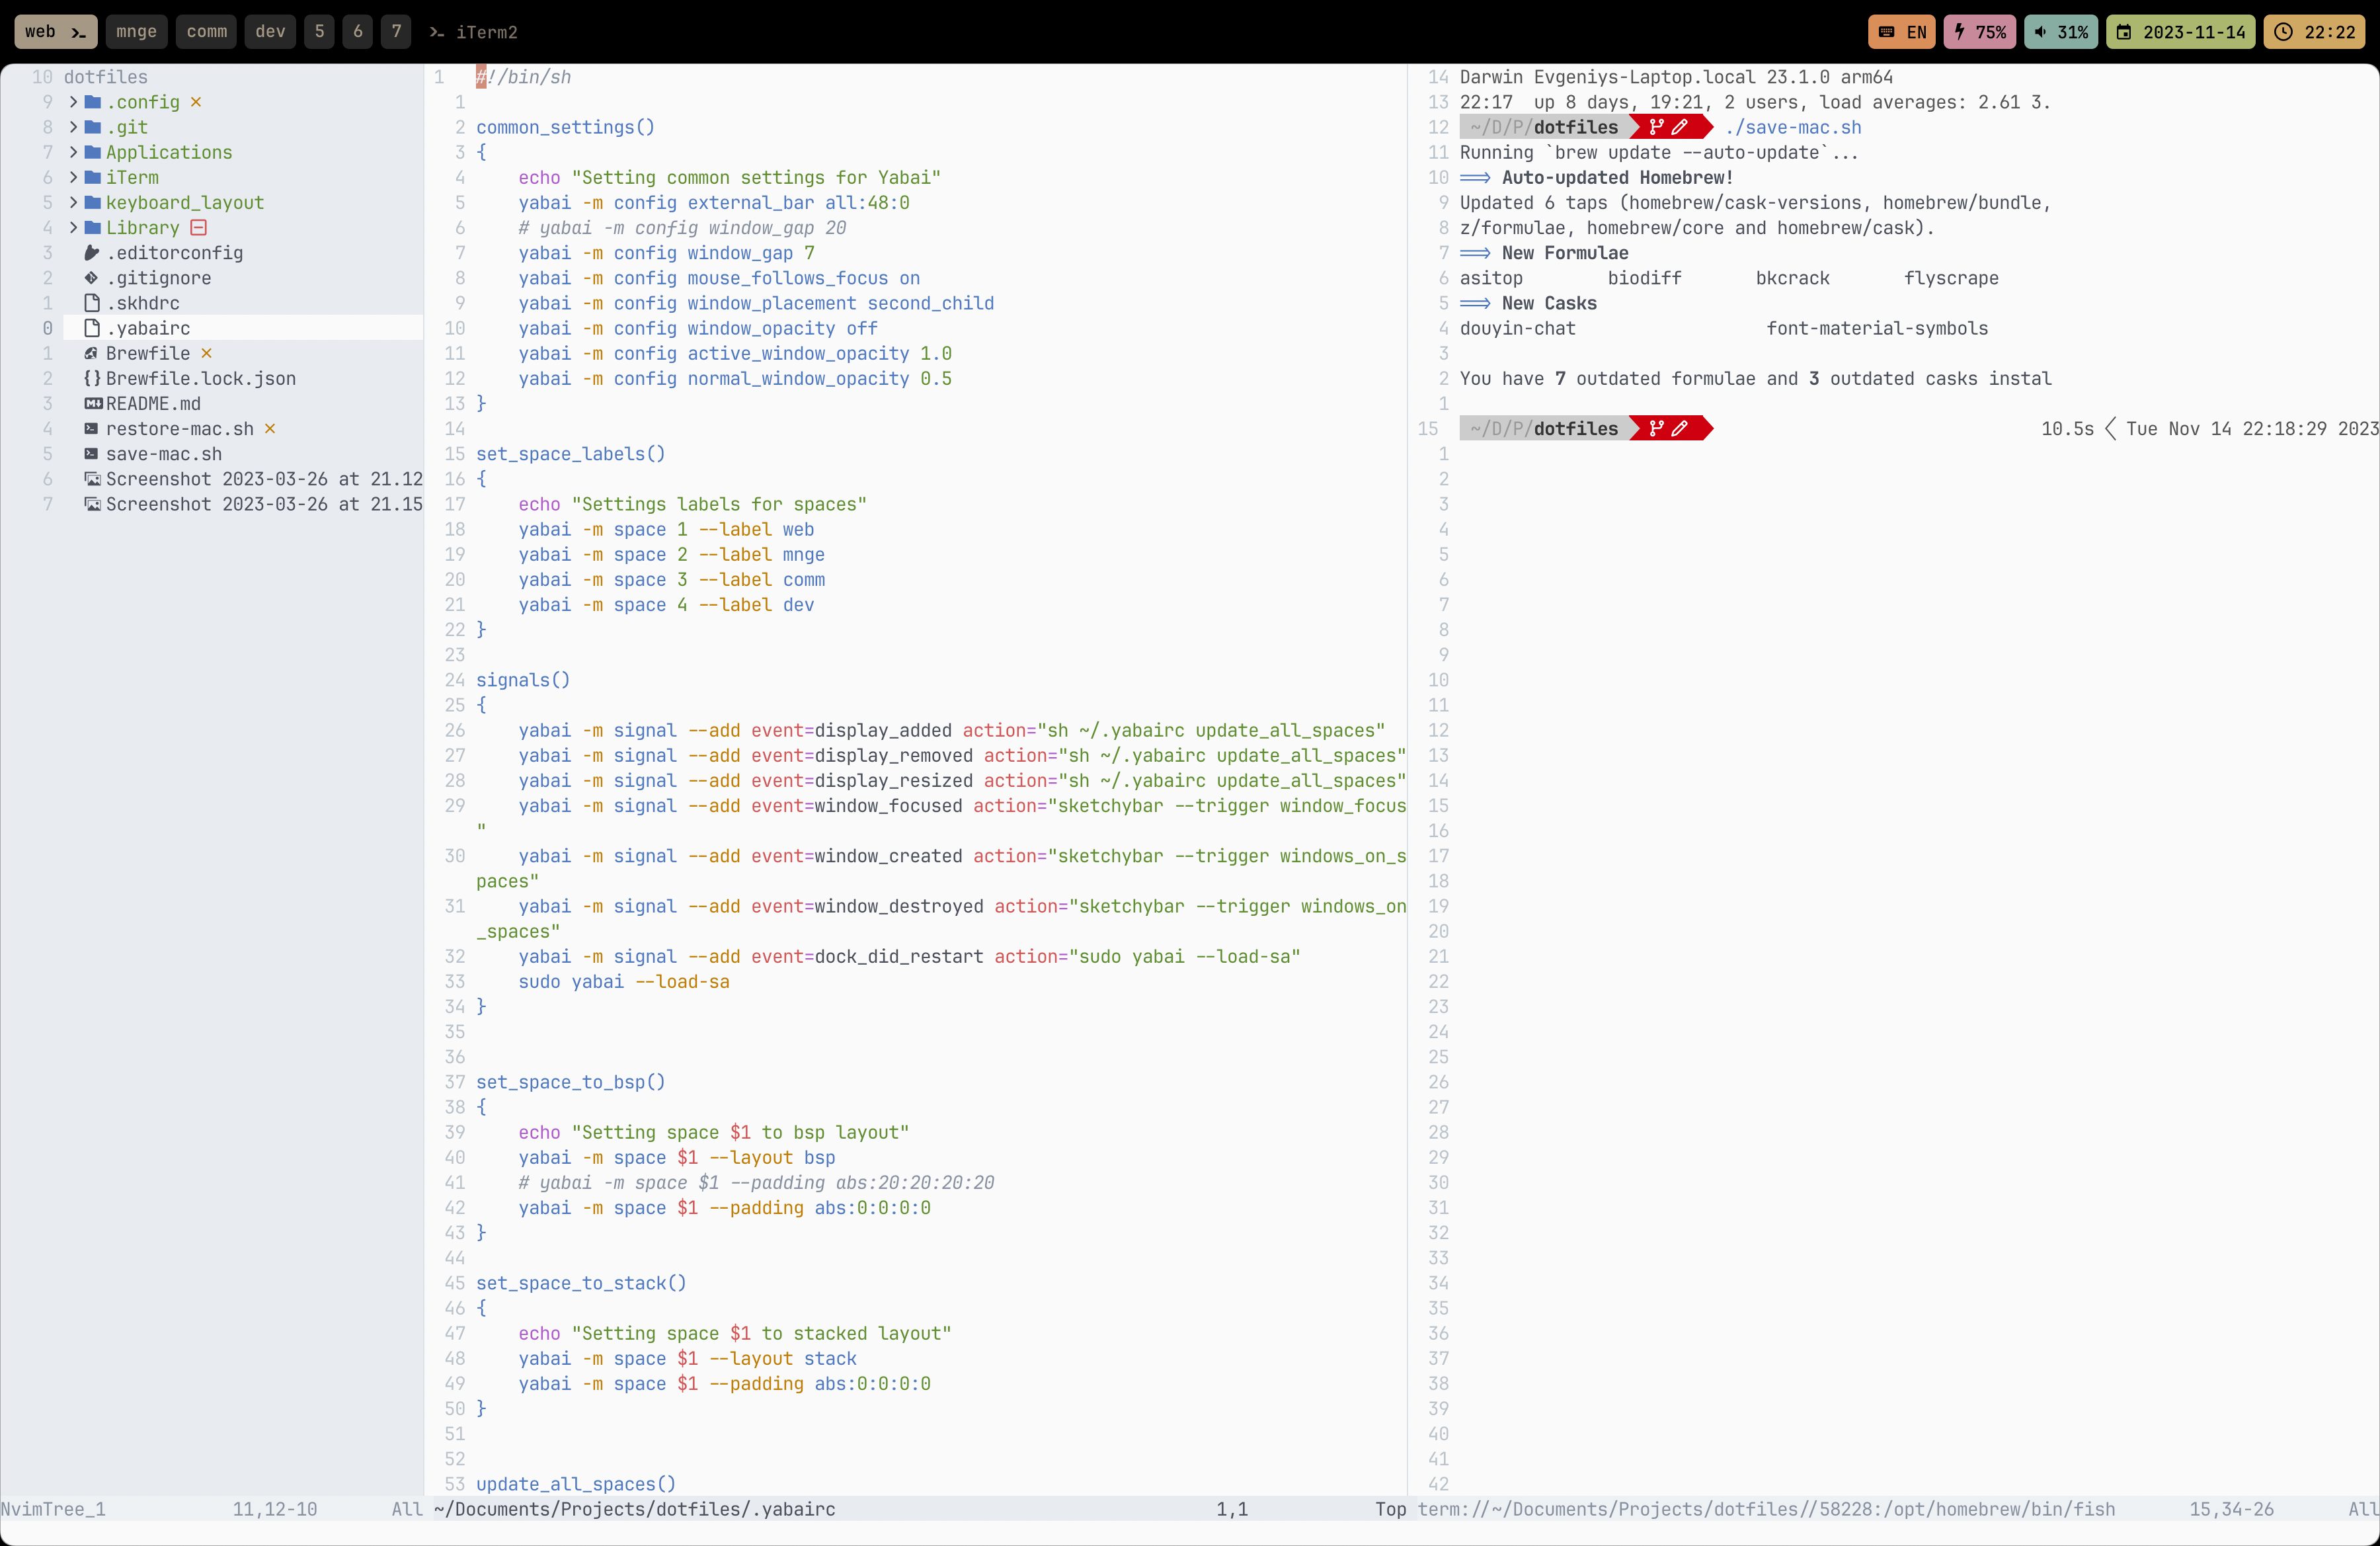 web mnge comm dev 5 6 7 iTerm2 EN 75% 31% 2023-11-14 22:22
10 dotfiles
9 .config ×
8 .git
7 Applications
6 iTerm
5 keyboard_layout
4 Library
3 .editorconfig
2 .gitignore
1 .skhdrc
0 .yabairc
1 Brewfile ×
2 Brewfile.lock.json
3 README.md
4 restore-mac.sh ×
5 save-mac.sh
6 Screenshot 2023-03-26 at 21.12
7 Screenshot 2023-03-26 at 21.15
NvimTree_1 11,12-10 All
1 #!/bin/sh
1
2 common_settings()
3 {
4     echo "Setting common settings for Yabai"
5     yabai -m config external_bar all:48:0
6     # yabai -m config window_gap 20
7     yabai -m config window_gap 7
8     yabai -m config mouse_follows_focus on
9     yabai -m config window_placement second_child
10     yabai -m config window_opacity off
11     yabai -m config active_window_opacity 1.0
12     yabai -m config normal_window_opacity 0.5
13 }
14
15 set_space_labels()
16 {
17     echo "Settings labels for spaces"
18     yabai -m space 1 --label web
19     yabai -m space 2 --label mnge
20     yabai -m space 3 --label comm
21     yabai -m space 4 --label dev
22 }
23
24 signals()
25 {
26     yabai -m signal --add event=display_added action="sh ~/.yabairc update_all_spaces"
27     yabai -m signal --add event=display_removed action="sh ~/.yabairc update_all_spaces"
28     yabai -m signal --add event=display_resized action="sh ~/.yabairc update_all_spaces"
29     yabai -m signal --add event=window_focused action="sketchybar --trigger window_focus
"
30     yabai -m signal --add event=window_created action="sketchybar --trigger windows_on_s
paces"
31     yabai -m signal --add event=window_destroyed action="sketchybar --trigger windows_on
_spaces"
32     yabai -m signal --add event=dock_did_restart action="sudo yabai --load-sa"
33     sudo yabai --load-sa
34 }
35
36
37 set_space_to_bsp()
38 {
39     echo "Setting space $1 to bsp layout"
40     yabai -m space $1 --layout bsp
41     # yabai -m space $1 --padding abs:20:20:20:20
42     yabai -m space $1 --padding abs:0:0:0:0
43 }
44
45 set_space_to_stack()
46 {
47     echo "Setting space $1 to stacked layout"
48     yabai -m space $1 --layout stack
49     yabai -m space $1 --padding abs:0:0:0:0
50 }
51
52
53 update_all_spaces()
~/Documents/Projects/dotfiles/.yabairc 1,1 Top
14 Darwin Evgeniys-Laptop.local 23.1.0 arm64
13 22:17  up 8 days, 19:21, 2 users, load averages: 2.61 3.
12 ~/D/P/dotfiles ./save-mac.sh
11 Running `brew update --auto-update`...
10 ==> Auto-updated Homebrew!
9 Updated 6 taps (homebrew/cask-versions, homebrew/bundle,
8 z/formulae, homebrew/core and homebrew/cask).
7 ==> New Formulae
6 asitop biodiff bkcrack flyscrape
5 ==> New Casks
4 douyin-chat font-material-symbols
3
2 You have 7 outdated formulae and 3 outdated casks instal
1
15 ~/D/P/dotfiles 10.5s Tue Nov 14 22:18:29 2023
1
2
3
4
5
6
7
8
9
10
11
12
13
14
15
16
17
18
19
20
21
22
23
24
25
26
27
28
29
30
31
32
33
34
35
36
37
38
39
40
41
42
term://~/Documents/Projects/dotfiles//58228:/opt/homebrew/bin/fish 15,34-26 All